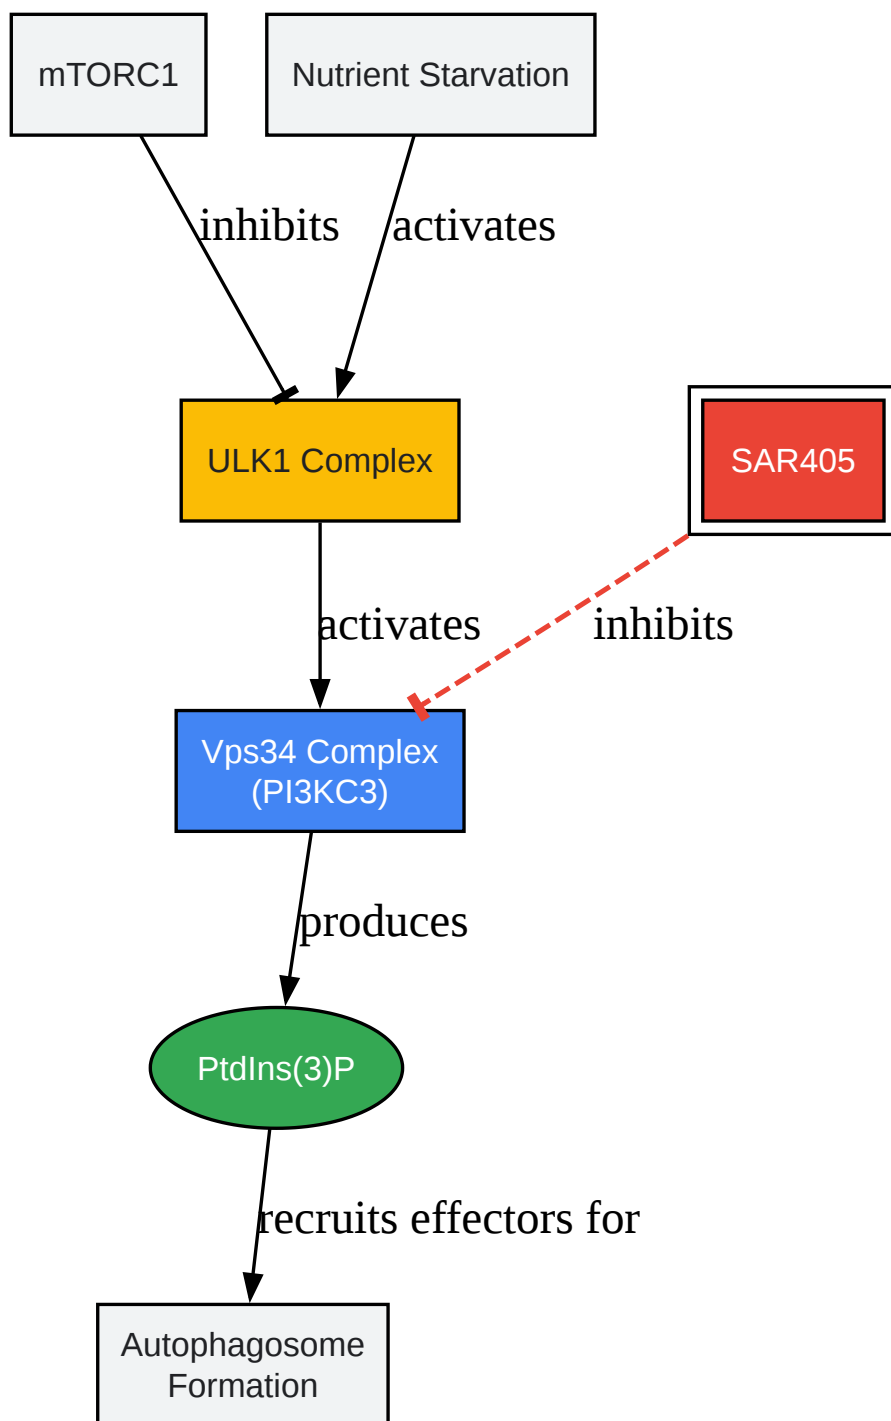 mTORC1
Nutrient Starvation
inhibits
activates
ULK1 Complex
SAR405
activates
inhibits
Vps34 Complex
(PI3KC3)
produces
PtdIns(3)P
recruits effectors for
Autophagosome
Formation